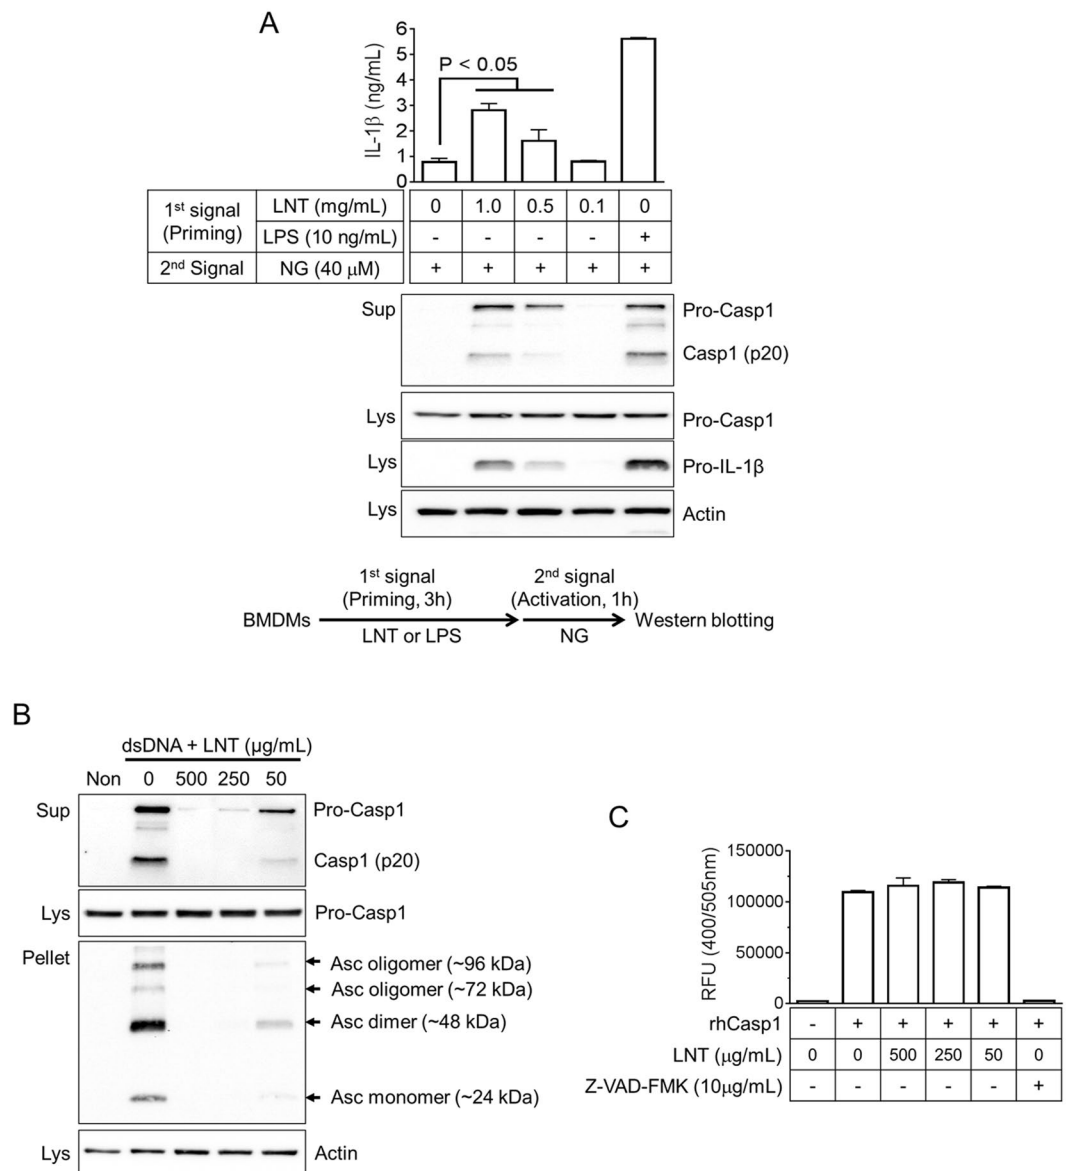 A
IL-1β (ng/mL)
6
5
4
3
2
1
0
P < 0.05
1st signal (Priming)
LNT (mg/mL) 0 1.0 0.5 0.1 0
LPS (10 ng/mL) - - - - +
2nd Signal NG (40 μM) + + + + +
Sup Pro-Casp1
Casp1 (p20)
Lys Pro-Casp1
Lys Pro-IL-1β
Lys Actin
1st signal 2nd signal
(Priming, 3h) (Activation, 1h)
BMDMs Western blotting
LNT or LPS NG
B
dsDNA + LNT (μg/mL)
Non 0 500 250 50
Sup Pro-Casp1
Casp1 (p20)
Lys Pro-Casp1
Pellet Asc oligomer (~96 kDa)
Asc oligomer (~72 kDa)
Asc dimer (~48 kDa)
Asc monomer (~24 kDa)
Lys Actin
C
RFU (400/505nm)
150000
100000
50000
0
rhCasp1 - + + + + +
LNT (μg/mL) 0 0 500 250 50 0
Z-VAD-FMK (10μg/mL) - - - - - +